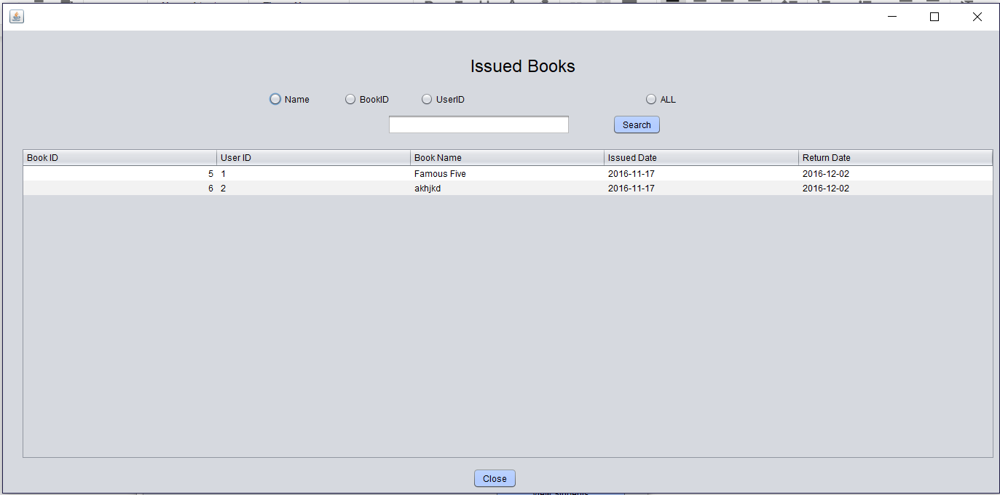 Issued Books
Name BookID UserID ALL
Search
Book ID User ID Book Name Issued Date Return Date
5 1 Famous Five 2016-11-17 2016-12-02
6 2 akhjkd 2016-11-17 2016-12-02
Close